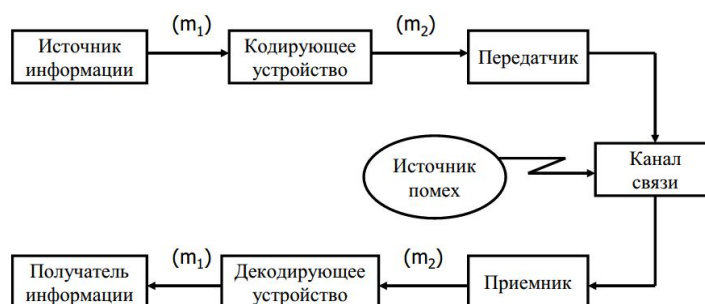 (m₁)
(m₂)
Источник
информации
Кодирующее
устройство
Передатчик
Источник
помех
Канал
связи
(m₁)
(m₂)
Получатель
информации
Декодирующее
устройство
Приемник